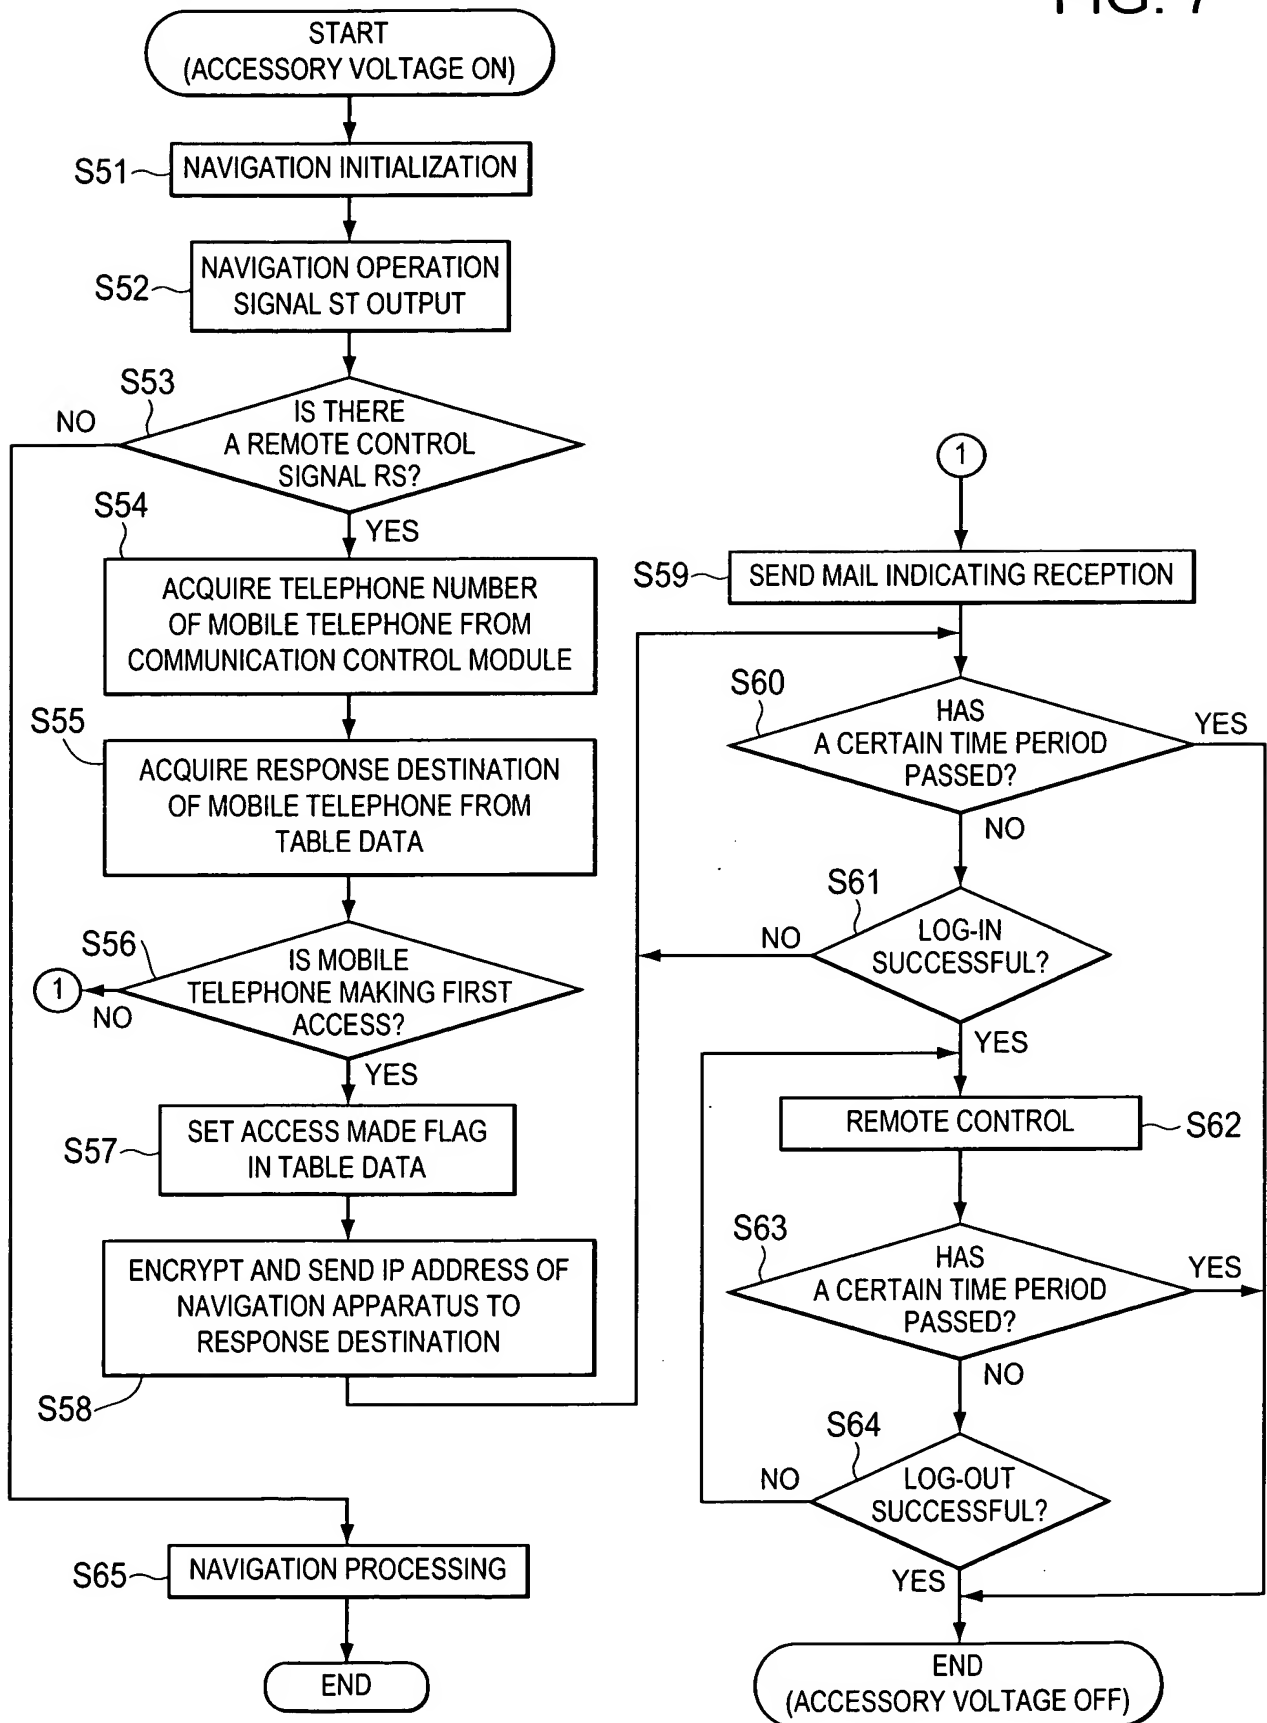 FIG. 7
START
(ACCESSORY VOLTAGE ON)
S51
NAVIGATION INITIALIZATION
S52
NAVIGATION OPERATION
SIGNAL ST OUTPUT
S53
NO
IS THERE
A REMOTE CONTROL
SIGNAL RS?
YES
S54
ACQUIRE TELEPHONE NUMBER
OF MOBILE TELEPHONE FROM
COMMUNICATION CONTROL MODULE
S55
ACQUIRE RESPONSE DESTINATION
OF MOBILE TELEPHONE FROM
TABLE DATA
S56
IS MOBILE
TELEPHONE MAKING FIRST
ACCESS?
1
NO
YES
S57
SET ACCESS MADE FLAG
IN TABLE DATA
ENCRYPT AND SEND IP ADDRESS OF
NAVIGATION APPARATUS TO
RESPONSE DESTINATION
S58
S65
NAVIGATION PROCESSING
END
1
S59
SEND MAIL INDICATING RECEPTION
S60
HAS
A CERTAIN TIME PERIOD
PASSED?
YES
NO
S61
LOG-IN
SUCCESSFUL?
NO
YES
REMOTE CONTROL
S62
S63
HAS
A CERTAIN TIME PERIOD
PASSED?
YES
NO
S64
LOG-OUT
SUCCESSFUL?
NO
YES
END
(ACCESSORY VOLTAGE OFF)